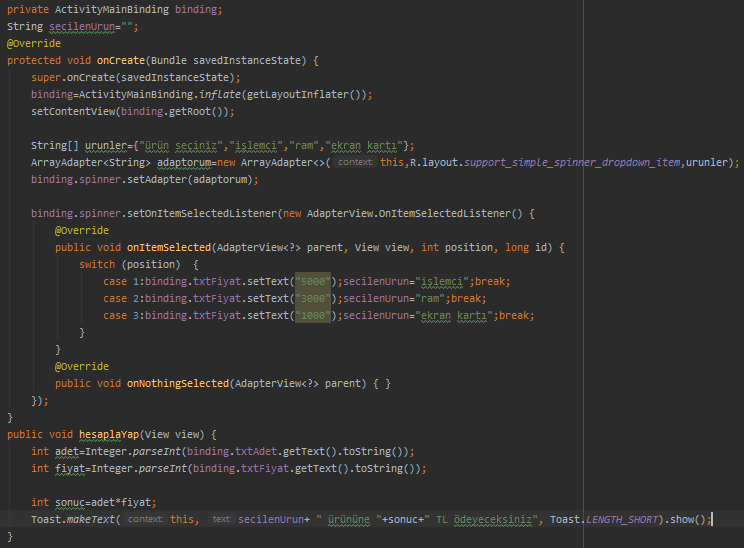 private ActivityMainBinding binding;
String secilenUrun="";
@Override
protected void onCreate(Bundle savedInstanceState) {
super.onCreate(savedInstanceState);
binding=ActivityMainBinding.inflate(getLayoutInflater());
setContentView(binding.getRoot());
String[] urunler={"ürün seçiniz","işlemci","ram","ekran kartı"};
ArrayAdapter<String> adaptorum=new ArrayAdapter<>( context: this,R.layout.support_simple_spinner_dropdown_item,urunler);
binding.spinner.setAdapter(adaptorum);
binding.spinner.setOnItemSelectedListener(new AdapterView.OnItemSelectedListener() {
@Override
public void onItemSelected(AdapterView<?> parent, View view, int position, long id) {
switch (position)  {
case 1:binding.txtFiyat.setText("5000");secilenUrun="işlemci";break;
case 2:binding.txtFiyat.setText("3000");secilenUrun="ram";break;
case 3:binding.txtFiyat.setText("1000");secilenUrun="ekran kartı";break;
}
}
@Override
public void onNothingSelected(AdapterView<?> parent) { }
});
}
public void hesaplaYap(View view) {
int adet=Integer.parseInt(binding.txtAdet.getText().toString());
int fiyat=Integer.parseInt(binding.txtFiyat.getText().toString());
int sonuc=adet*fiyat;
Toast.makeText( context: this, text: secilenUrun+ " ürününe "+sonuc+" TL ödeyeceksiniz", Toast.LENGTH_SHORT).show();
}